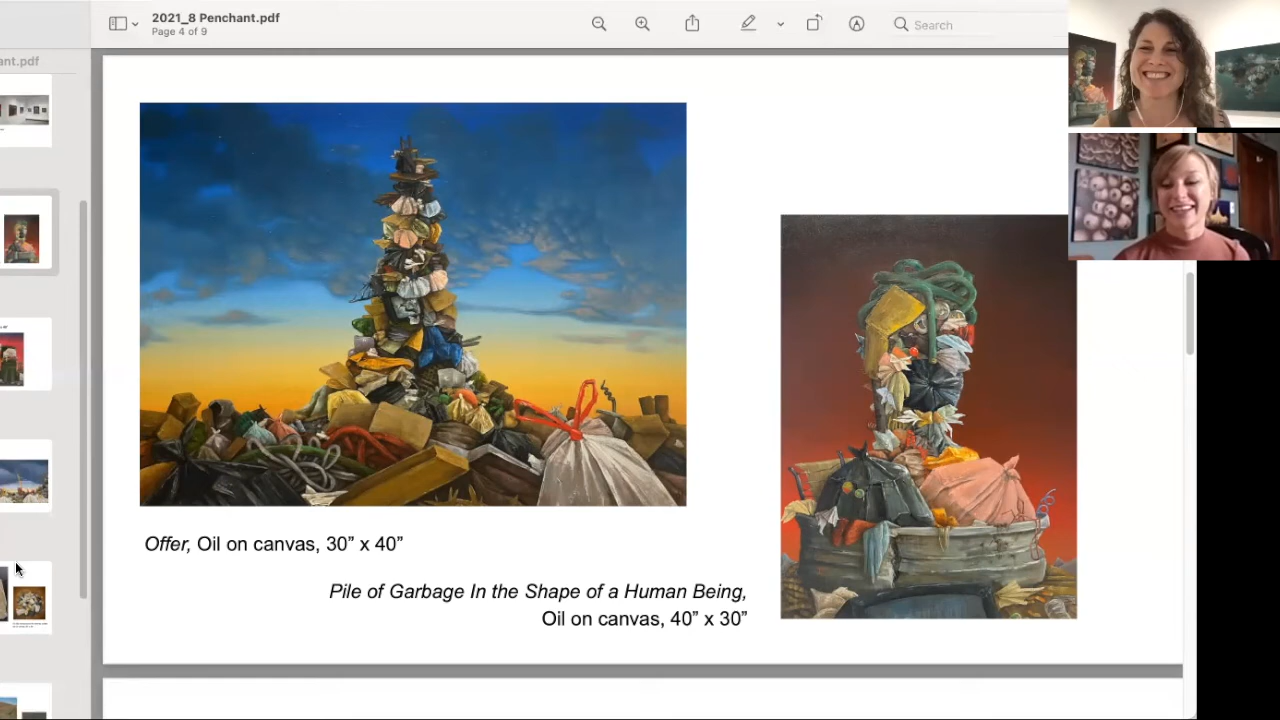 2021_8 Penchant.pdf
Page 4 of 9
Search
ant.pdf
Offer, Oil on canvas, 30” x 40”
Pile of Garbage In the Shape of a Human Being,
Oil on canvas, 40” x 30”